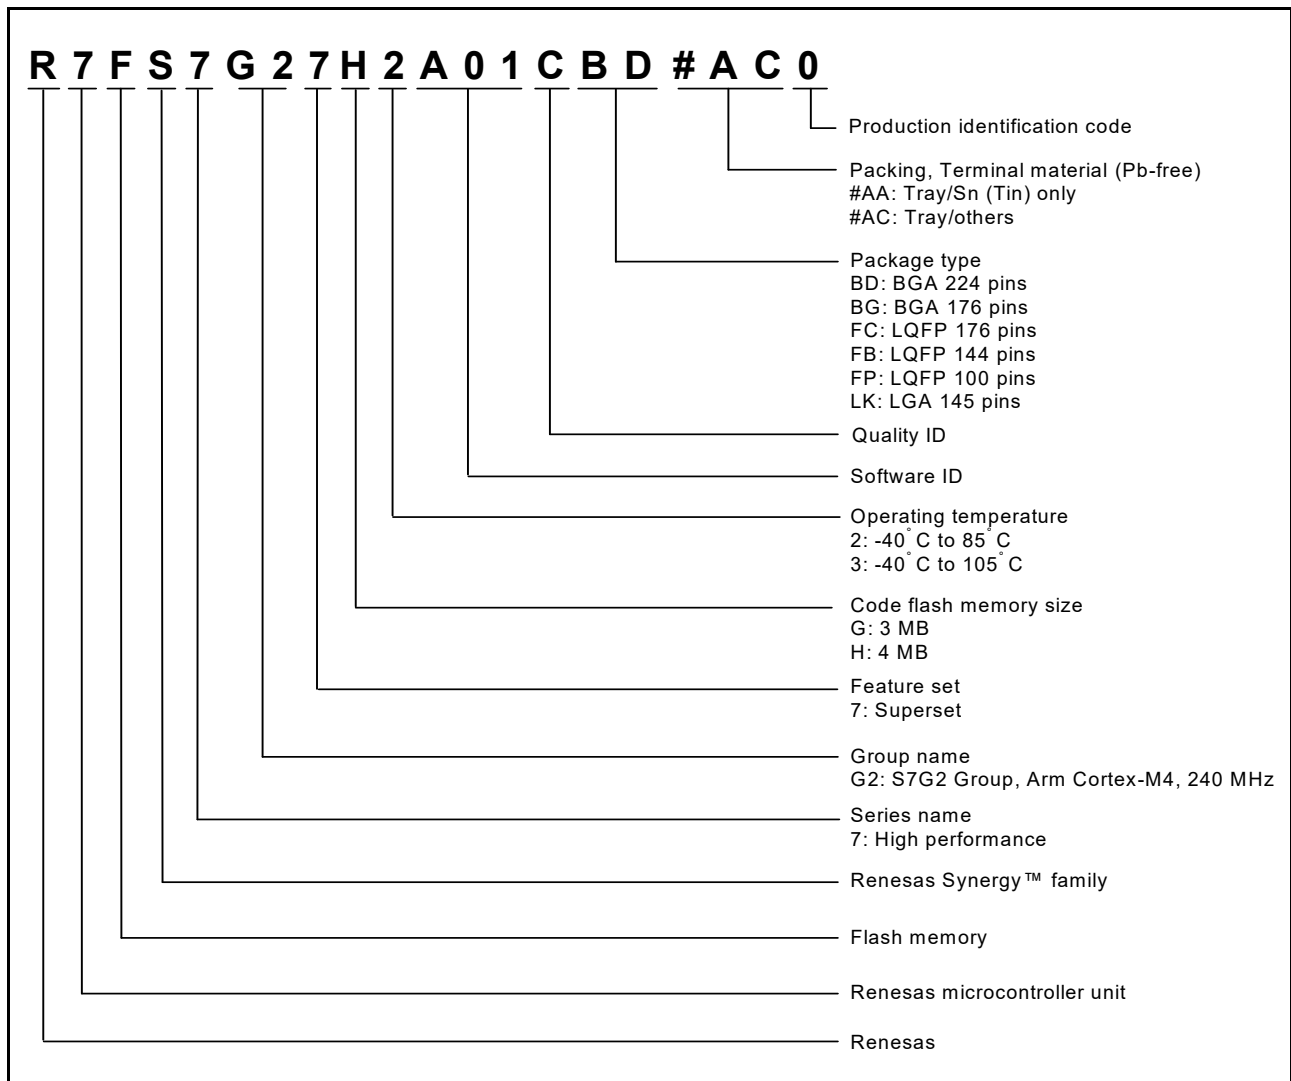 R 7 F S 7 G 2 7 H 2 A 0 1 C B D # A C 0
Production identification code
Packing, Terminal material (Pb-free)
#AA: Tray/Sn (Tin) only
#AC: Tray/others
Package type
BD: BGA 224 pins
BG: BGA 176 pins
FC: LQFP 176 pins
FB: LQFP 144 pins
FP: LQFP 100 pins
LK: LGA 145 pins
Quality ID
Software ID
Operating temperature
2: -40°C to 85°C
3: -40°C to 105°C
Code flash memory size
G: 3 MB
H: 4 MB
Feature set
7: Superset
Group name
G2: S7G2 Group, Arm Cortex-M4, 240 MHz
Series name
7: High performance
Renesas Synergy™ family
Flash memory
Renesas microcontroller unit
Renesas